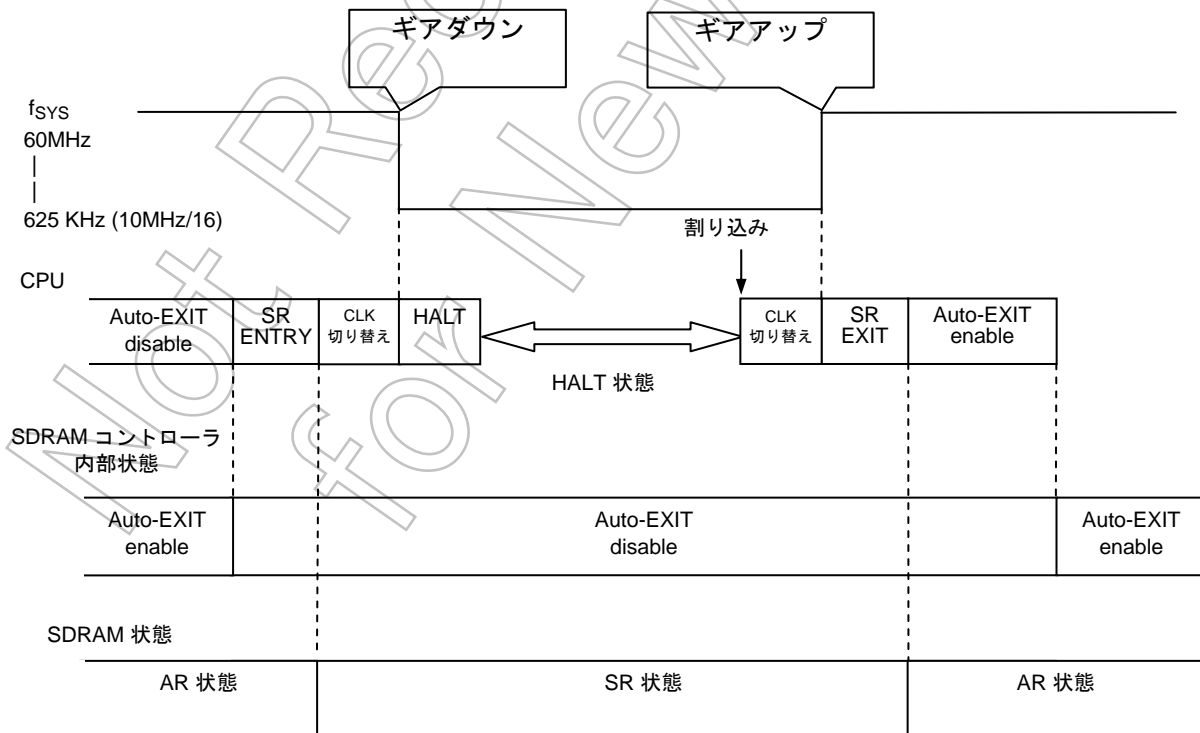 ギアダウン
ギアアップ
fSYS
60MHz
625 KHz (10MHz/16)
割り込み
CPU
Auto-EXIT
disable
SR
ENTRY
CLK
切り替え
HALT
CLK
切り替え
SR
EXIT
Auto-EXIT
enable
HALT 状態
SDRAM コントローラ
内部状態
Auto-EXIT
enable
Auto-EXIT
disable
Auto-EXIT
enable
SDRAM 状態
AR 状態
SR 状態
AR 状態
Not Re
for New